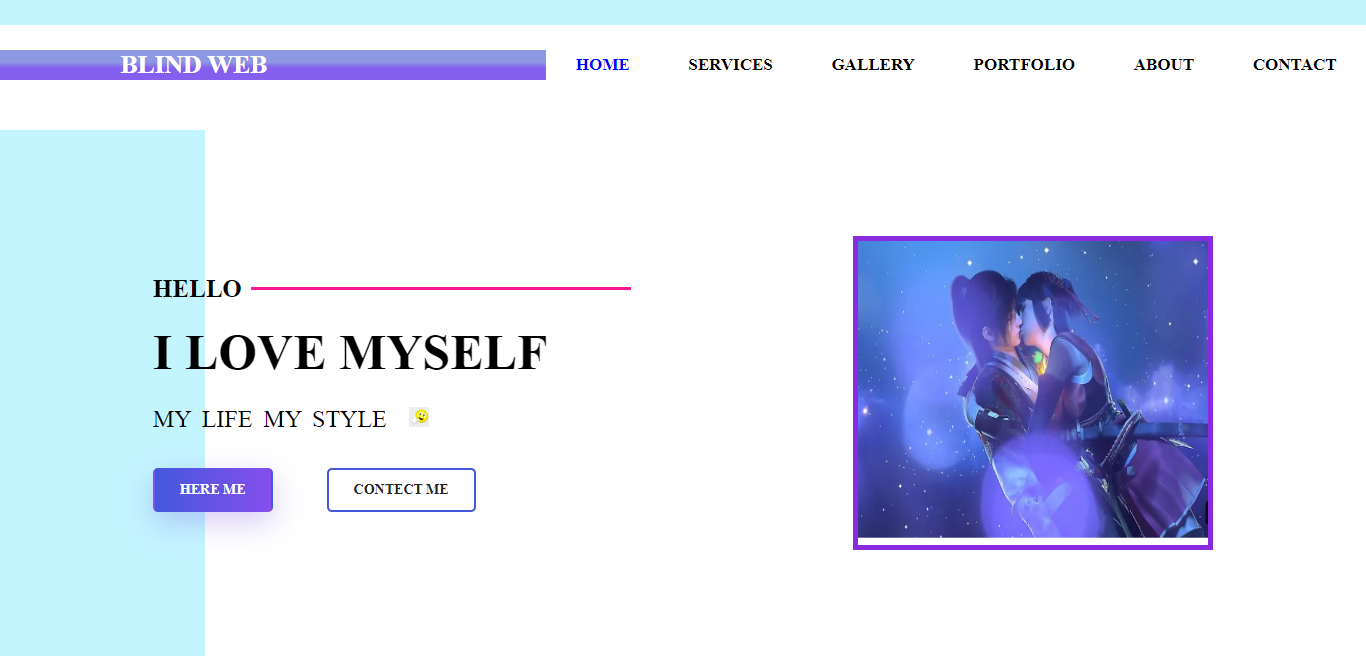 BLIND WEB HOME SERVICES GALLERY PORTFOLIO ABOUT CONTACT
HELLO
I LOVE MYSELF
MY LIFE MY STYLE
HERE ME CONTECT ME